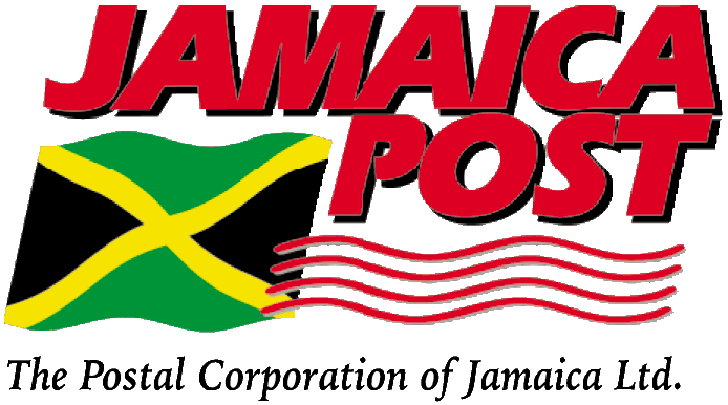 JAMAICA
POST
The Postal Corporation of Jamaica Ltd.